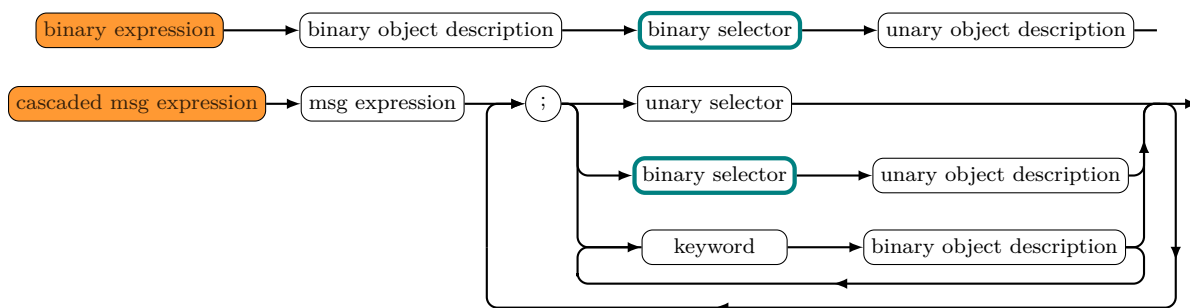 binary expression binary object description binary selector unary object description
cascaded msg expression msg expression ; unary selector
binary selector unary object description
keyword binary object description